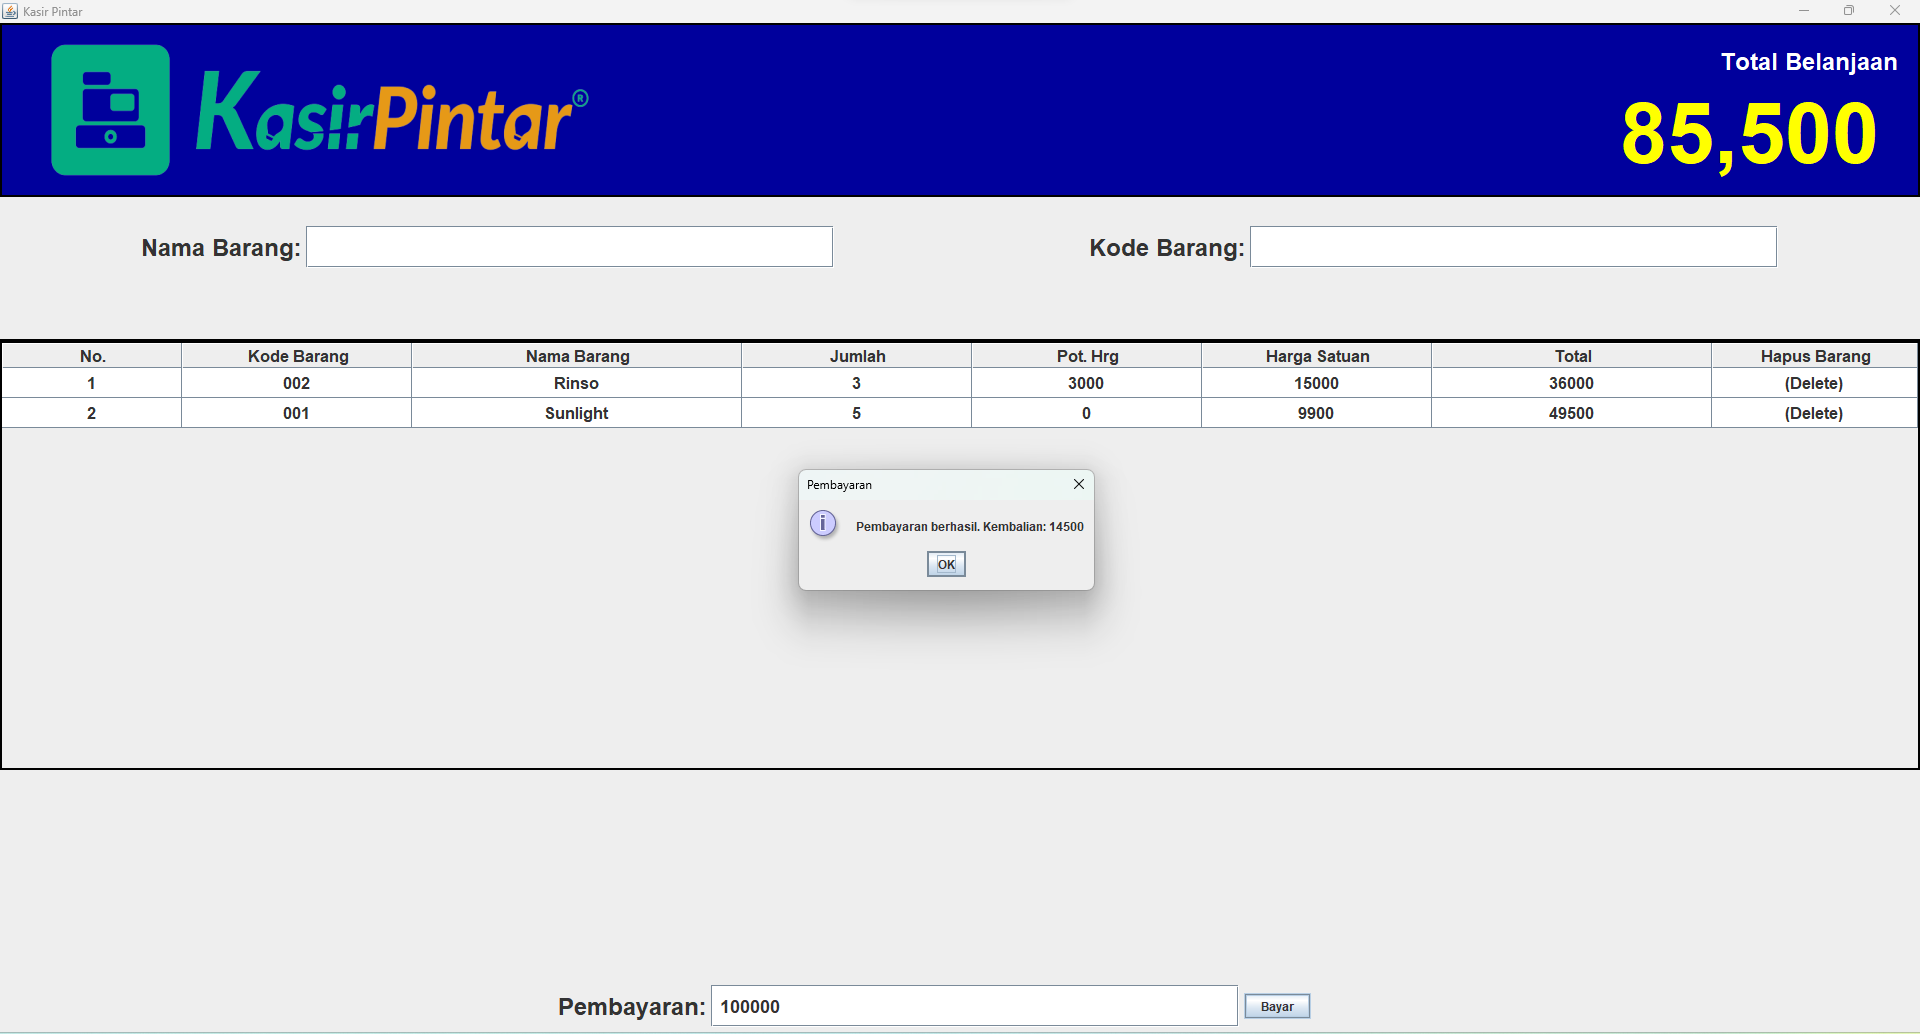 Kasir Pintar
KasirPintar®
Total Belanjaan
85,500
Nama Barang:
Kode Barang:
No. Kode Barang Nama Barang Jumlah Pot. Hrg Harga Satuan Total Hapus Barang
1 002 Rinso 3 3000 15000 36000 (Delete)
2 001 Sunlight 5 0 9900 49500 (Delete)
Pembayaran
Pembayaran berhasil. Kembalian: 14500
OK
Pembayaran: 100000 Bayar